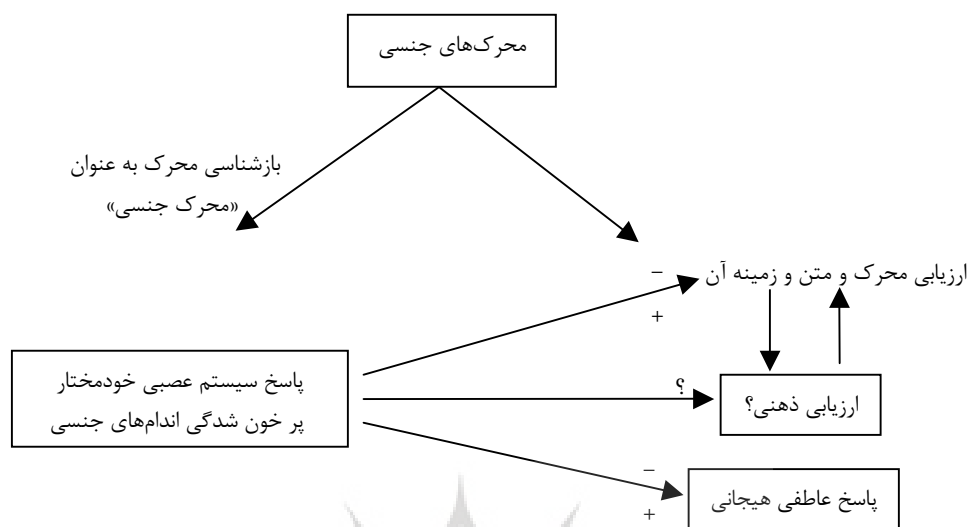 محرک‌های جنسی
بازشناسی محرک به عنوان
«محرک جنسی»
ارزیابی محرک و متن و زمینه آن
−
+
پاسخ سیستم عصبی خودمختار
پر خون شدگی اندام‌های جنسی
؟
ارزیابی ذهنی؟
−
+
پاسخ عاطفی هیجانی